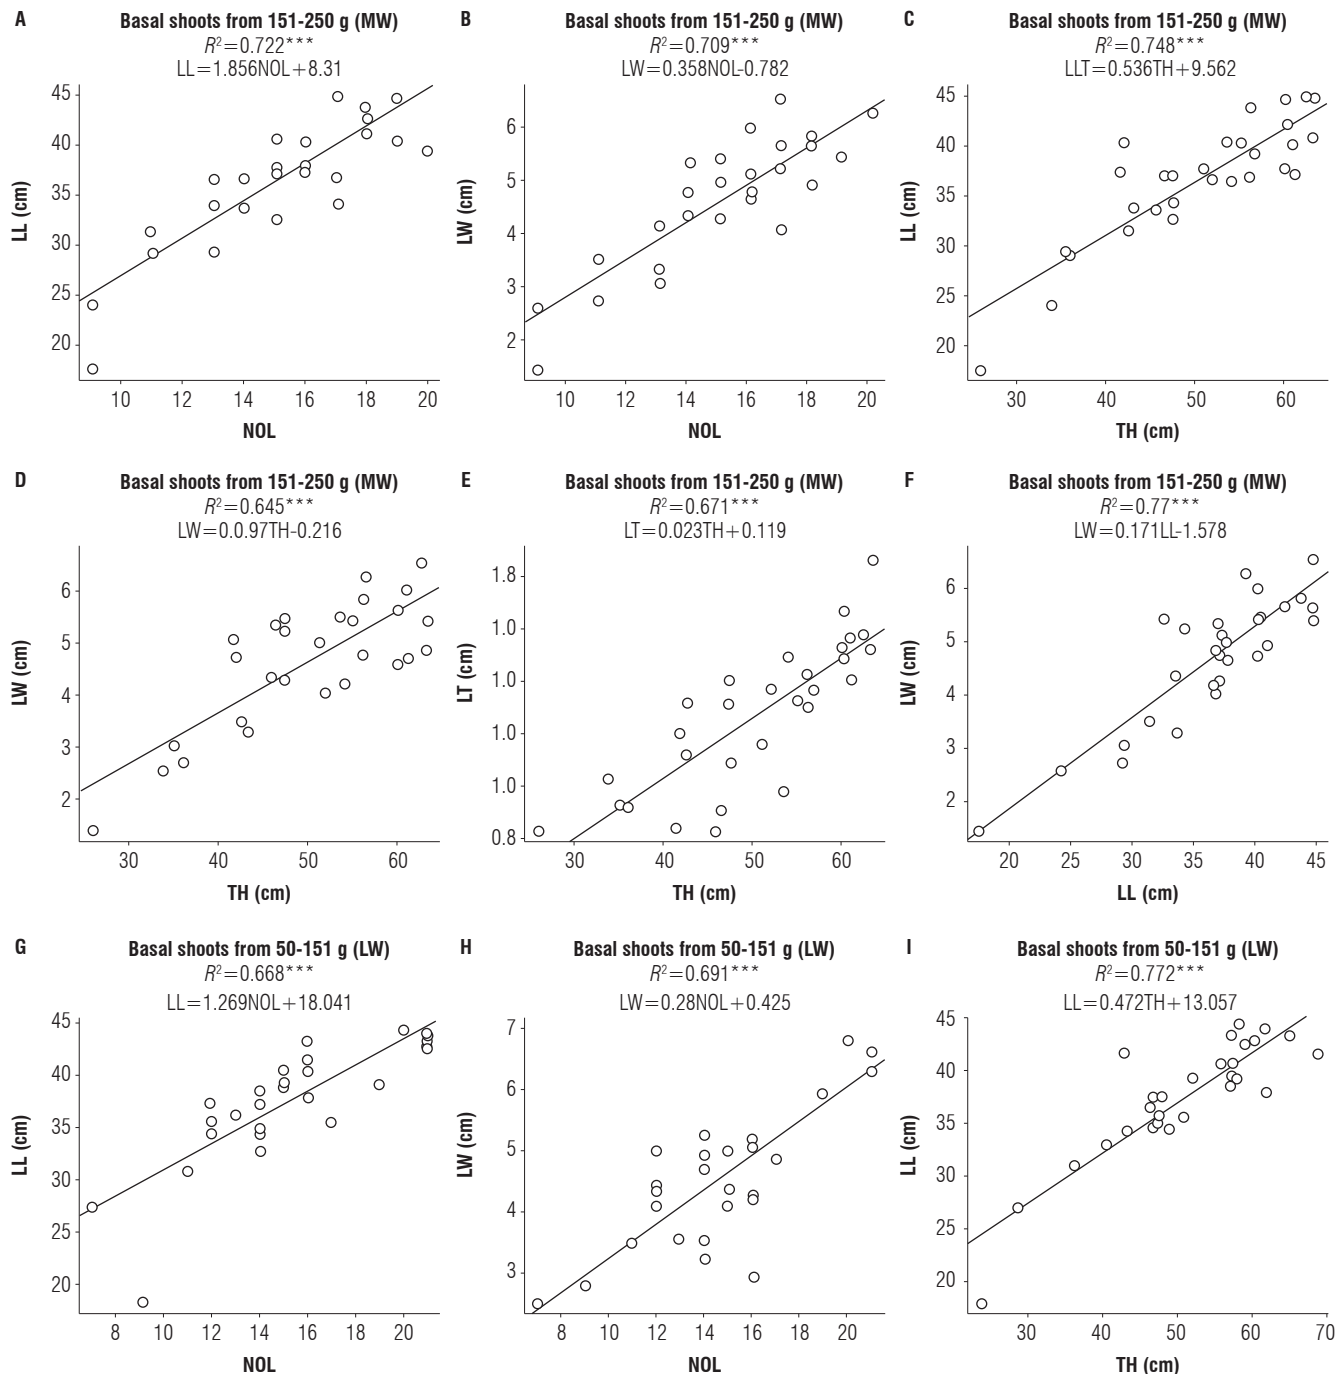 A
Basal shoots from 151-250 g (MW)
R²=0.722***
LL=1.856NOL+8.31
45
40
35
30
25
20
LL (cm)
10 12 14 16 18 20
NOL
B
Basal shoots from 151-250 g (MW)
R²=0.709***
LW=0.358NOL-0.782
6
5
4
3
2
LW (cm)
10 12 14 16 18 20
NOL
C
Basal shoots from 151-250 g (MW)
R²=0.748***
LLT=0.536TH+9.562
45
40
35
30
25
20
LL (cm)
30 40 50 60
TH (cm)
D
Basal shoots from 151-250 g (MW)
R²=0.645***
LW=0.0.97TH-0.216
6
5
4
3
2
LW (cm)
30 40 50 60
TH (cm)
E
Basal shoots from 151-250 g (MW)
R²=0.671***
LT=0.023TH+0.119
1.8
1.0
1.0
1.0
1.0
0.8
LT (cm)
30 40 50 60
TH (cm)
F
Basal shoots from 151-250 g (MW)
R²=0.77***
LW=0.171LL-1.578
6
5
4
3
2
LW (cm)
20 25 30 35 40 45
LL (cm)
G
Basal shoots from 50-151 g (LW)
R²=0.668***
LL=1.269NOL+18.041
45
40
35
30
25
20
LL (cm)
8 10 12 14 16 18 20
NOL
H
Basal shoots from 50-151 g (LW)
R²=0.691***
LW=0.28NOL+0.425
7
6
5
4
3
LW (cm)
8 10 12 14 16 18 20
NOL
I
Basal shoots from 50-151 g (LW)
R²=0.772***
LL=0.472TH+13.057
45
40
35
30
25
20
LL (cm)
30 40 50 60 70
TH (cm)